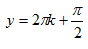 y = 2πk + π/2